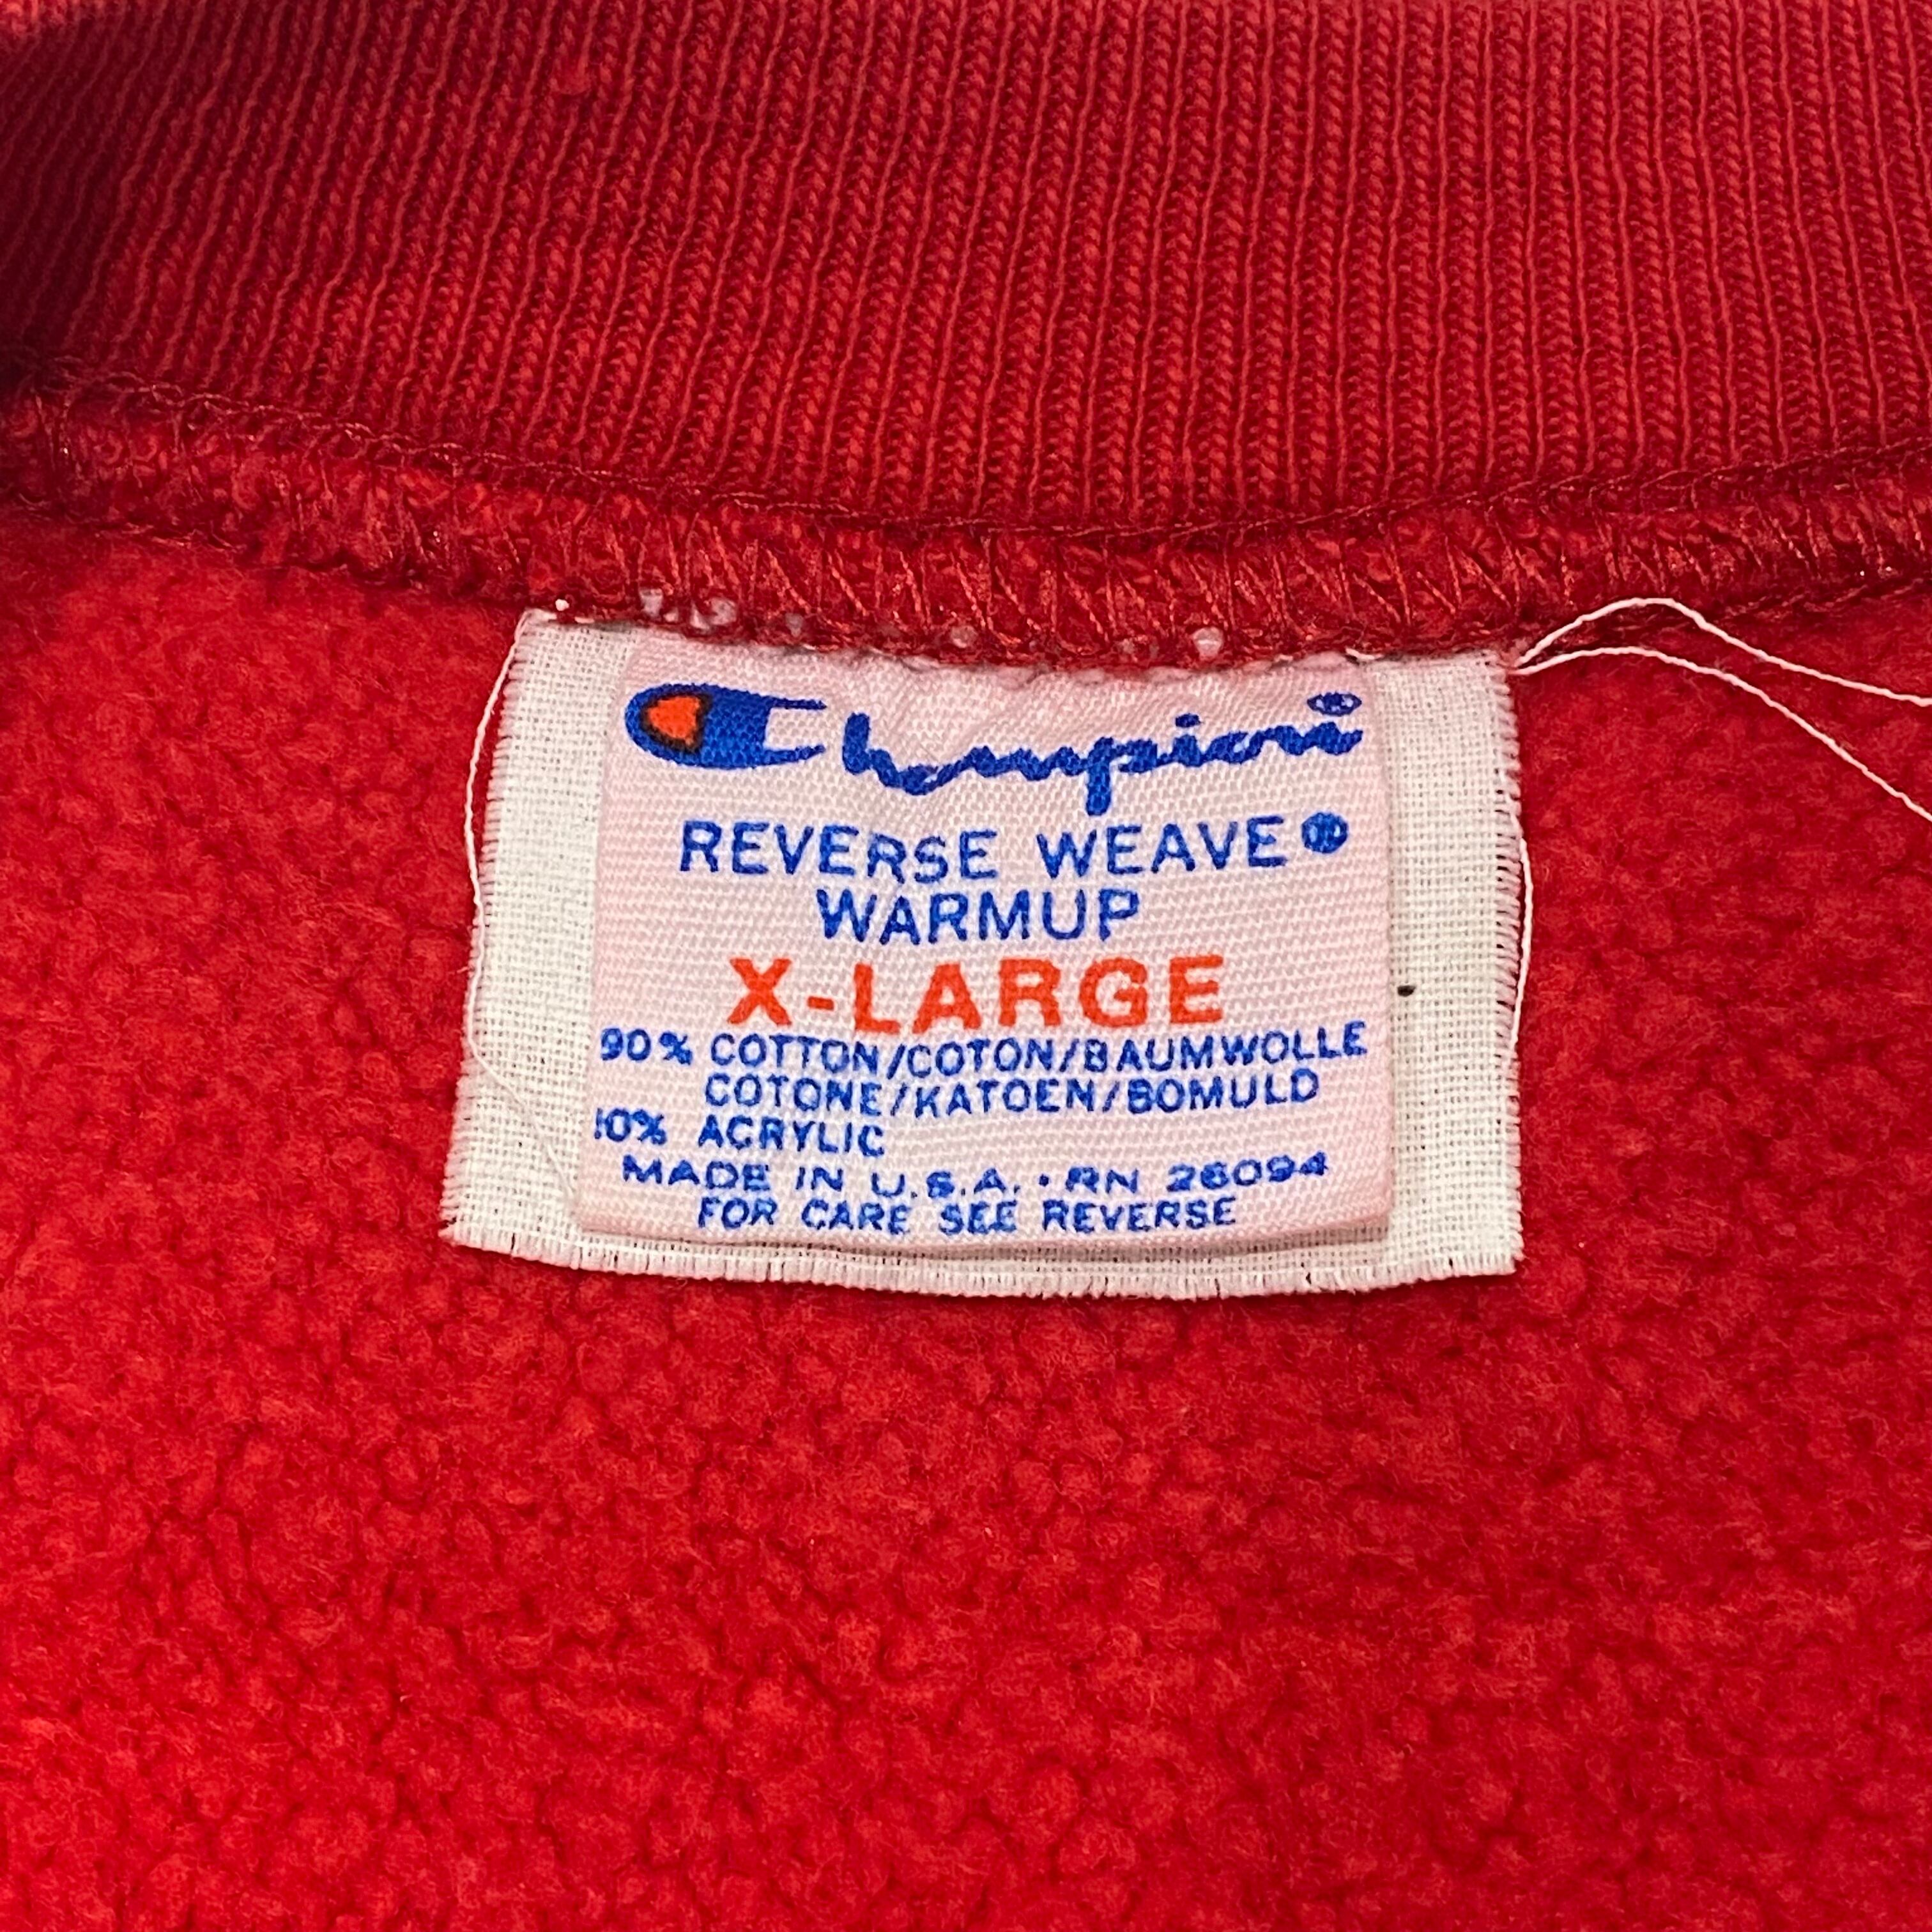 Champion®
REVERSE WEAVE®
WARMUP
X-LARGE
90% COTTON/COTON/BAUMWOLLE
COTONE/KATOEN/BOMULD
10% ACRYLIC
MADE IN U.S.A. • RN 26094
FOR CARE SEE REVERSE